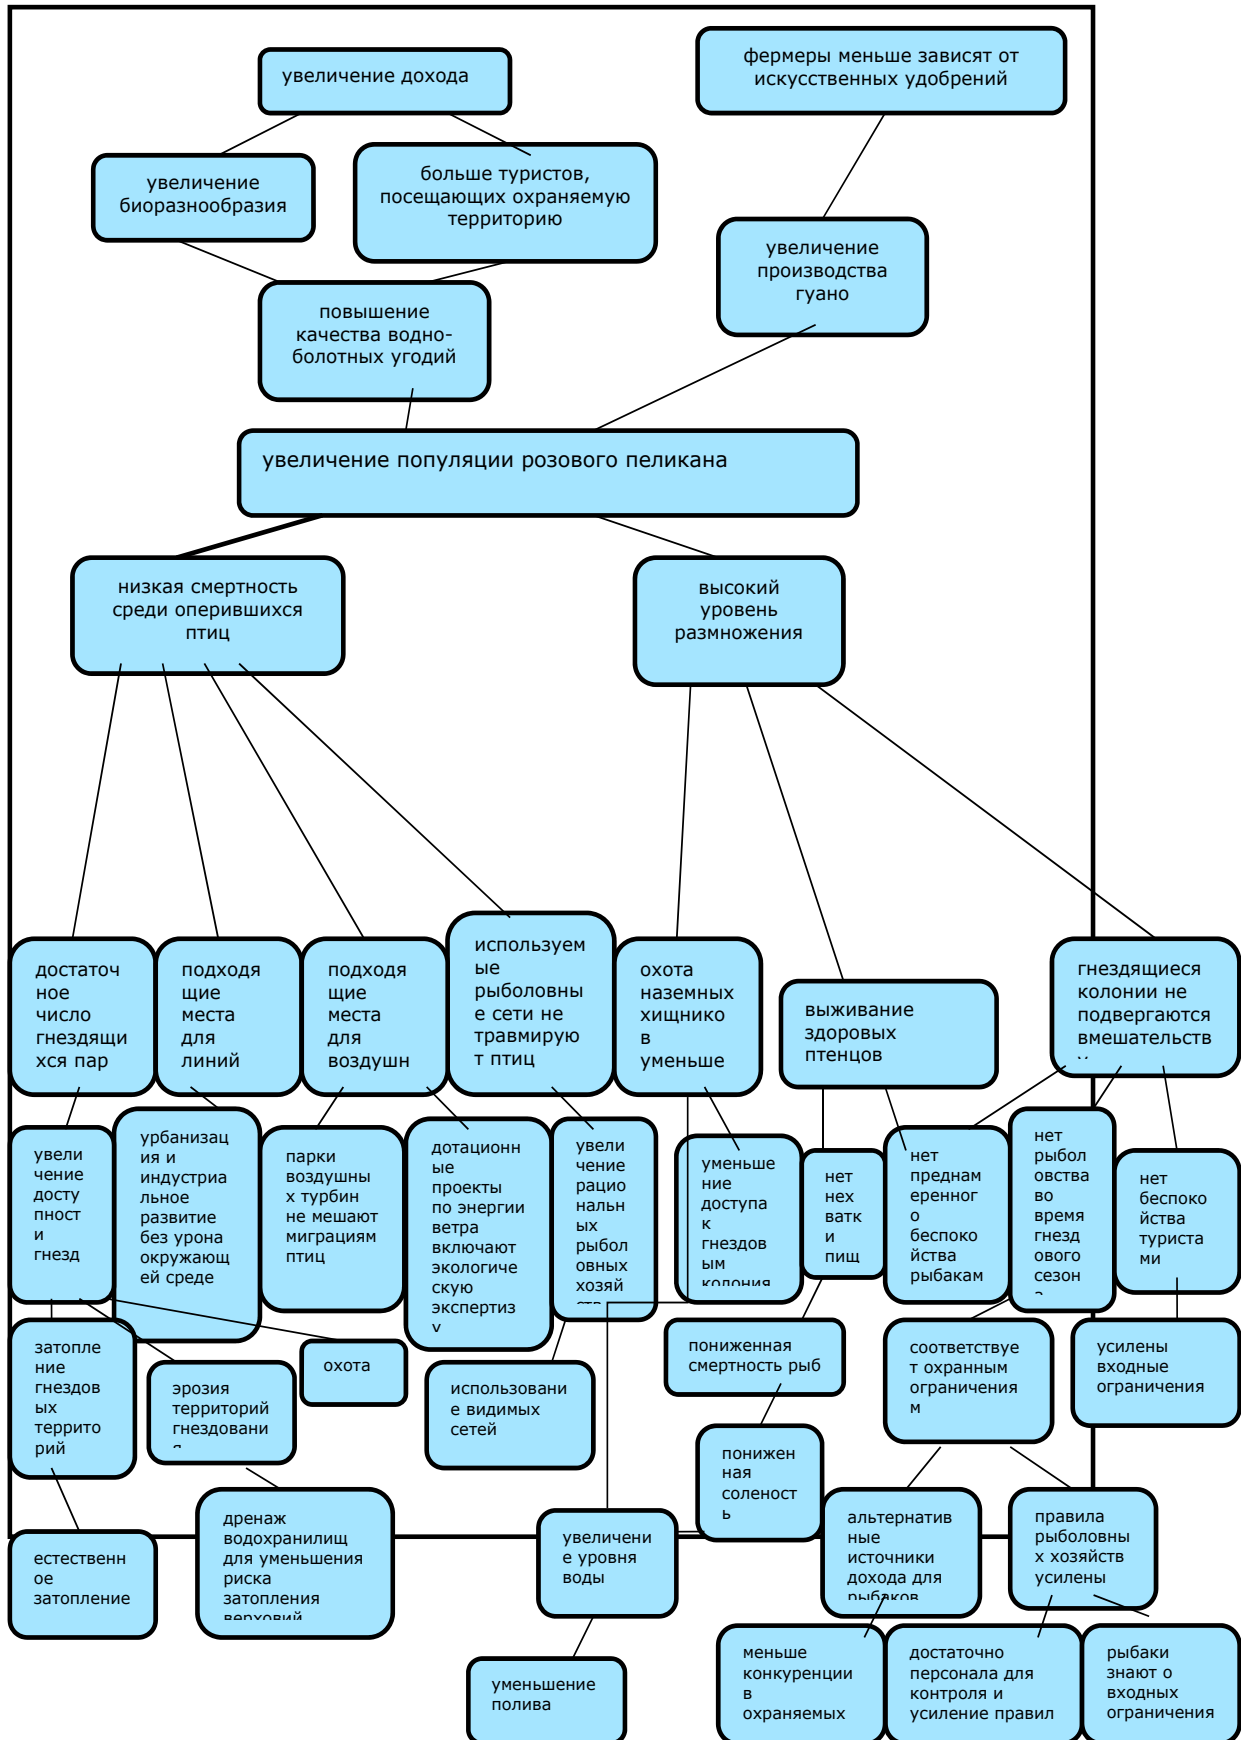 увеличение дохода
фермеры меньше зависят от
искусственных удобрений
увеличение
биоразнообразия
больше туристов,
посещающих охраняемую
территорию
увеличение
производства
гуано
повышение
качества водно-
болотных угодий
увеличение популяции розового пеликана
низкая смертность
среди оперившихся
птиц
высокий
уровень
размножения
достаточ
ное
число
гнездящи
хся пар
подходя
щие
места
для
линий
подходя
щие
места
для
воздушн
используем
ые
рыболовны
е сети не
травмирую
т птиц
охота
наземных
хищнико
в
уменьше
выживание
здоровых
птенцов
гнездящиеся
колонии не
подвергаются
вмешательств
увели
чение
досту
пност
и
гнезд
урбанизац
ия и
индустриа
льное
развитие
без урона
окружающ
ей среде
парки
воздушны
х турбин
не мешают
миграциям
птиц
дотационн
ые
проекты
по энергии
ветра
включают
экологиче
скую
экспертиз
у
увели
чение
рацио
нальн
ых
рыбол
овных
хозяй
ств
уменьше
ние
доступа
к
гнездов
ым
колония
нет
нех
ватк
и
пищ
нет
преднам
еренног
о
беспоко
йства
рыбакам
нет
рыбол
овства
во
время
гнезд
ового
сезон
а
нет
беспоко
йства
туриста
ми
затопле
ние
гнездов
ых
террито
рий
эрозия
территорий
гнездовани
я
охота
использовани
е видимых
сетей
пониженная
смертность рыб
соответствуе
т охранным
ограничения
м
усилены
входные
ограничения
понижен
ная
соленост
ь
естественн
ое
затопление
дренаж
водохранилищ
для уменьшения
риска
затопления
верховий
увеличени
е уровня
воды
альтернатив
ные
источники
дохода для
рыбаков
правила
рыболовны
х хозяйств
усилены
уменьшение
полива
меньше
конкуренции
в
охраняемых
достаточно
персонала для
контроля и
усиление правил
рыбаки
знают о
входных
ограничения